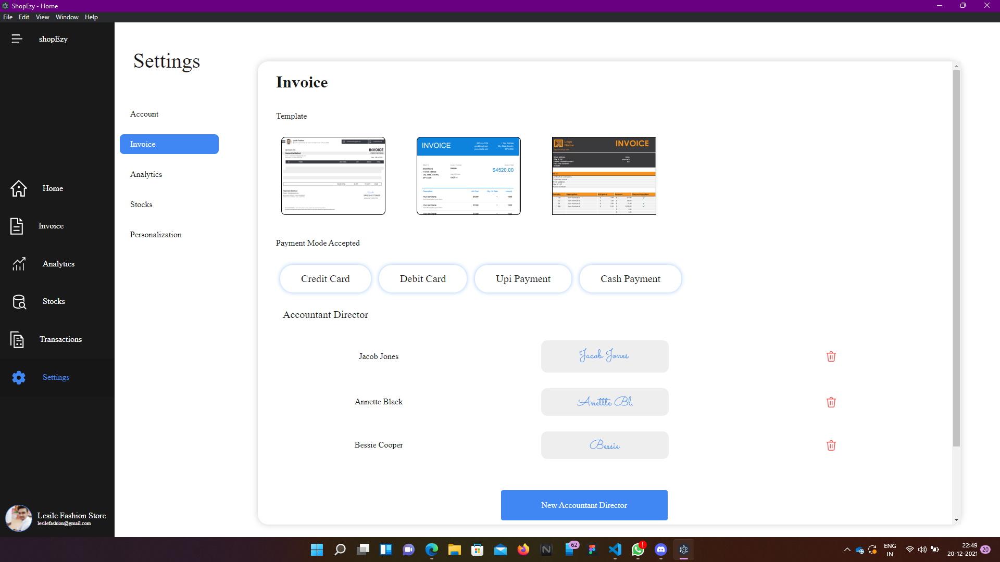 ShopEzy - Home
File Edit View Window Help
shopEzy
Home
Invoice
Analytics
Stocks
Transactions
Settings
Lesile Fashion Store
lesilefashion@gmail.com
Settings
Account
Invoice
Analytics
Stocks
Personalization
Invoice
Template
INVOICE
INVOICE
$4520.00
Logo
Name
INVOICE
Payment Mode Accepted
Credit Card
Debit Card
Upi Payment
Cash Payment
Accountant Director
Jacob Jones
Jacob Jones
Annette Black
Anettte Bl.
Bessie Cooper
Bessie
New Accountant Director
62
ENG
IN
22:49
20-12-2021
20